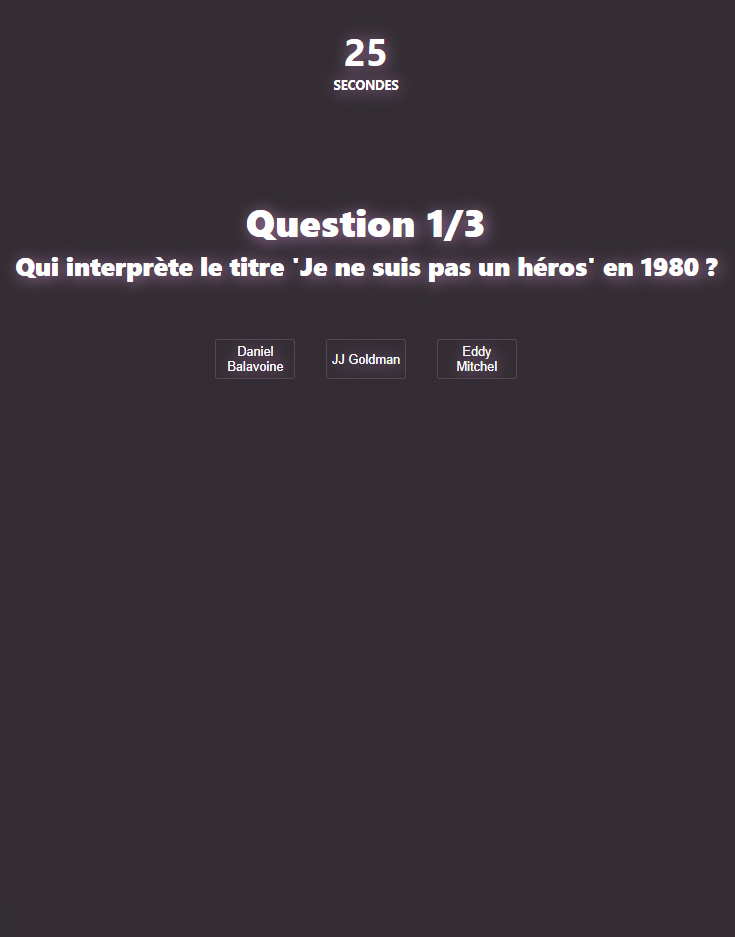 25
SECONDES
Question 1/3
Qui interprète le titre 'Je ne suis pas un héros' en 1980 ?
Daniel
Balavoine
JJ Goldman
Eddy
Mitchel